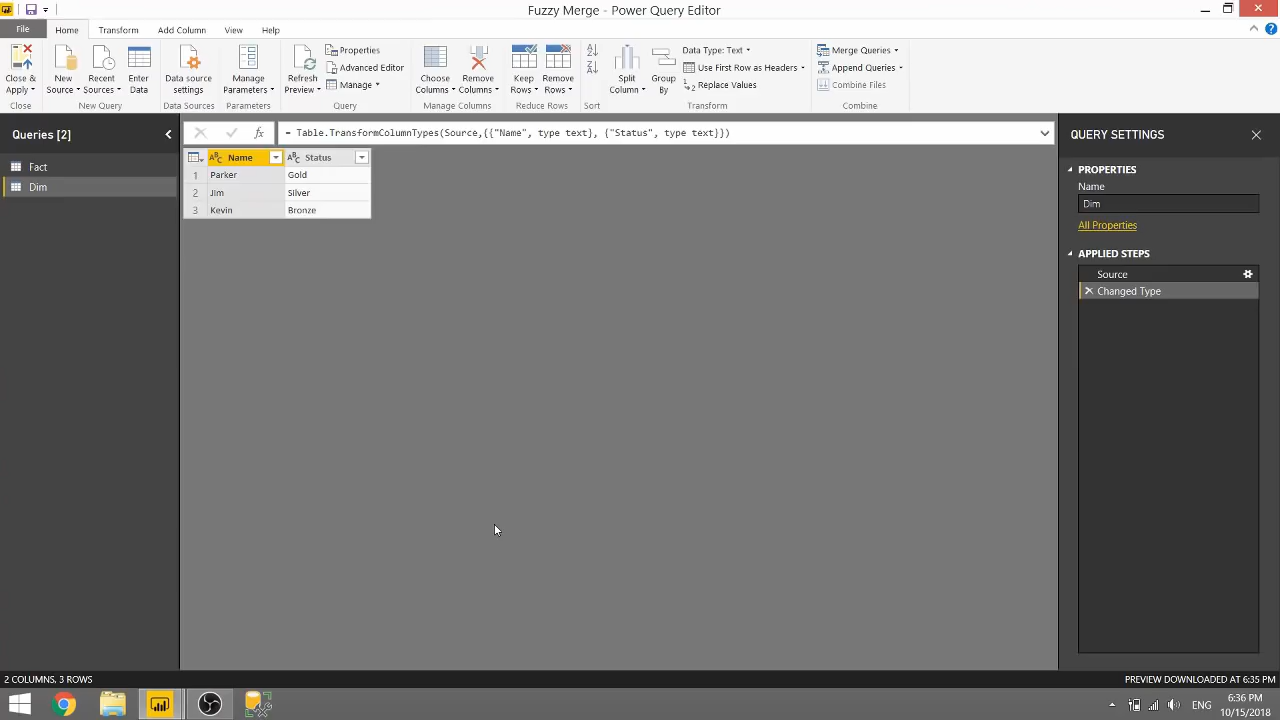 Fuzzy Merge - Power Query Editor
File Home Transform Add Column View Help
Close & Apply
New Source
Recent Sources
Enter Data
Data source settings
Manage Parameters
Refresh Preview
Properties
Advanced Editor
Manage
Choose Columns
Remove Columns
Keep Rows
Remove Rows
Split Column
Group By
Data Type: Text
Use First Row as Headers
Replace Values
Merge Queries
Append Queries
Combine Files
Close New Query Data Sources Parameters Query Manage Columns Reduce Rows Sort Transform Combine
Queries [2]
Fact
Dim
= Table.TransformColumnTypes(Source,{{"Name", type text}, {"Status", type text}})
Name Status
1 Parker Gold
2 Jim Silver
3 Kevin Bronze
QUERY SETTINGS
PROPERTIES
Name
Dim
All Properties
APPLIED STEPS
Source
Changed Type
2 COLUMNS, 3 ROWS
PREVIEW DOWNLOADED AT 6:35 PM
ENG
6:36 PM
10/15/2018